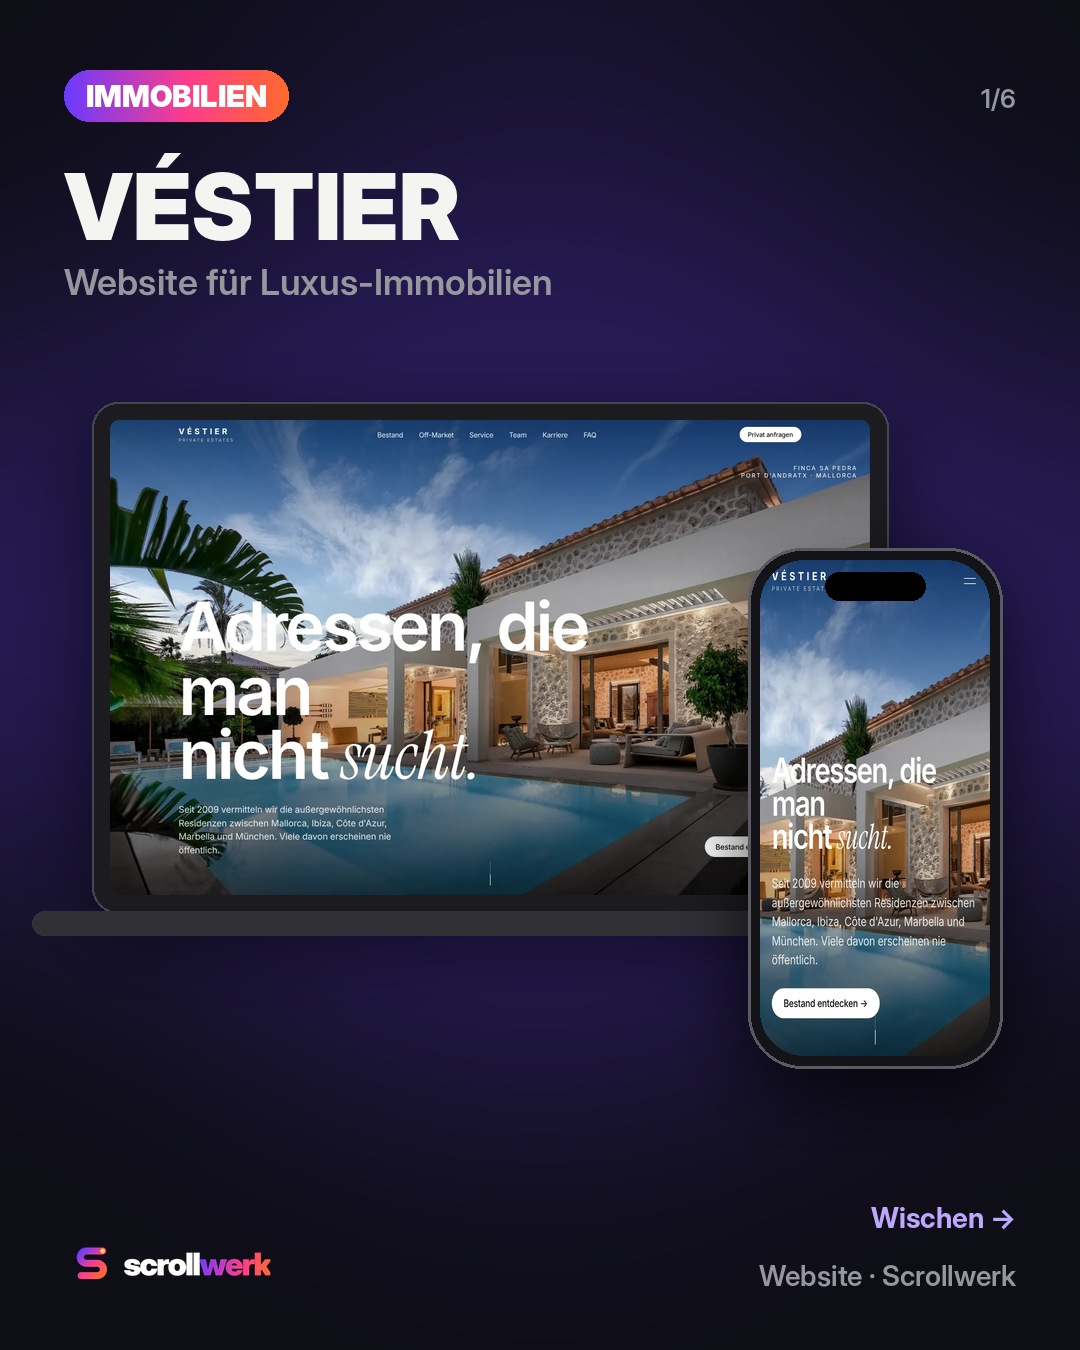 IMMOBILIEN
1/6
VÉSTIER
Website für Luxus-Immobilien
VÉSTIER
PRIVATE ESTATES
Bestand Off-Market Service Team Karriere FAQ
Privat anfragen
FINCA SA PEDRA
PORT D'ANDRATX · MALLORCA
Adressen, die
man
nicht sucht.
Seit 2009 vermitteln wir die außergewöhnlichsten
Residenzen zwischen Mallorca, Ibiza, Côte d'Azur,
Marbella und München. Viele davon erscheinen nie
öffentlich.
Bestand e
VÉSTIER
PRIVATE ESTAT
Adressen, die
man
nicht sucht.
Seit 2009 vermitteln wir die
außergewöhnlichsten Residenzen zwischen
Mallorca, Ibiza, Côte d'Azur, Marbella und
München. Viele davon erscheinen nie
öffentlich.
Bestand entdecken →
Wischen →
scrollwerk
Website · Scrollwerk